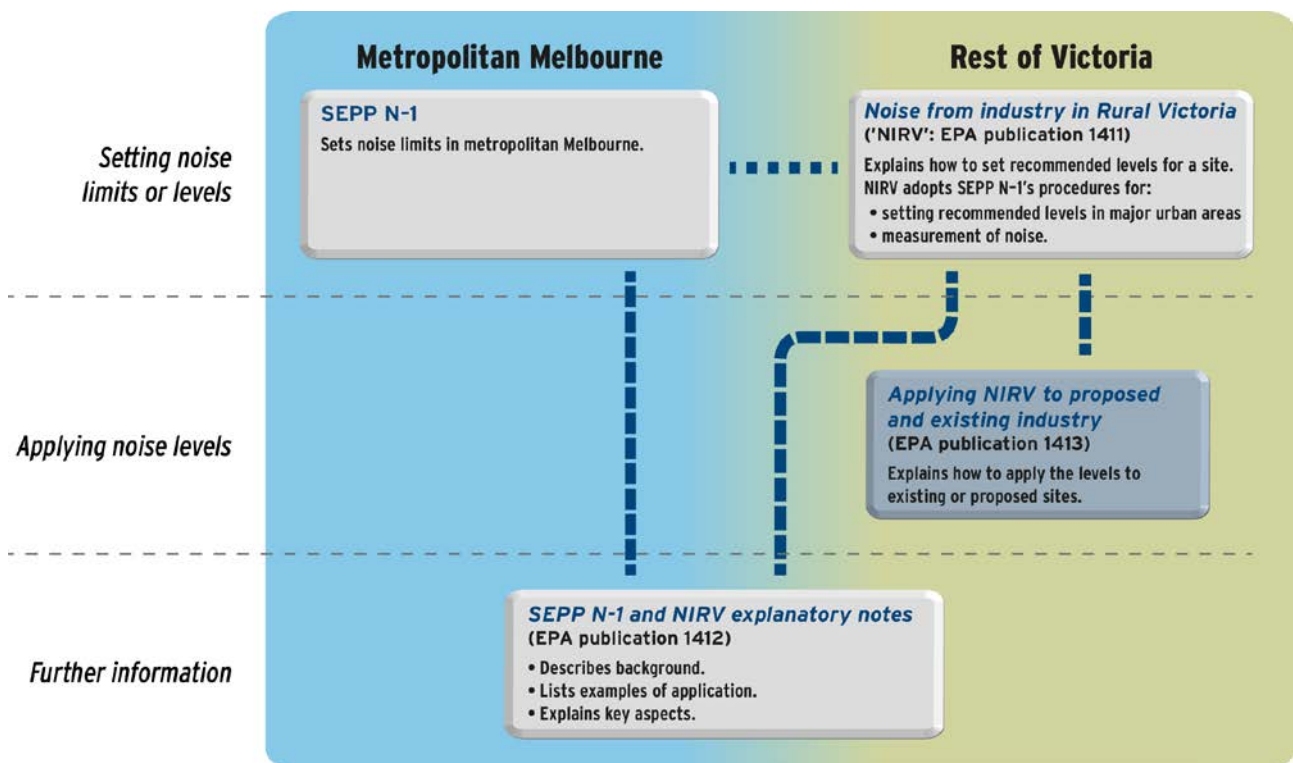 Metropolitan Melbourne
Rest of Victoria
Setting noise
limits or levels
SEPP N-1
Sets noise limits in metropolitan Melbourne.
Noise from industry in Rural Victoria
('NIRV': EPA publication 1411)
Explains how to set recommended levels for a site.
NIRV adopts SEPP N-1's procedures for:
• setting recommended levels in major urban areas
• measurement of noise.
Applying noise levels
Applying NIRV to proposed
and existing industry
(EPA publication 1413)
Explains how to apply the levels to
existing or proposed sites.
Further information
SEPP N-1 and NIRV explanatory notes
(EPA publication 1412)
• Describes background.
• Lists examples of application.
• Explains key aspects.